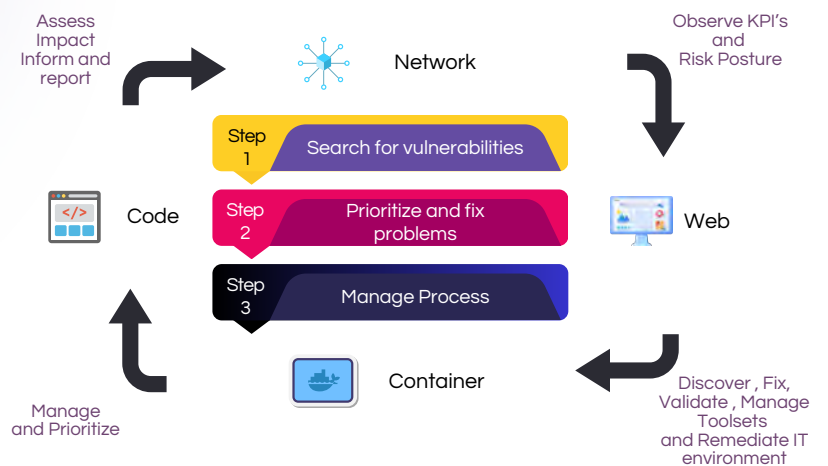 Assess
Impact
Inform and
report
Network
Observe KPI's
and
Risk Posture
Step
1
Search for vulnerabilities
</>
Code
Step
2
Prioritize and fix
problems
Web
Step
3
Manage Process
Container
Manage
and Prioritize
Discover , Fix,
Validate , Manage
Toolsets
and Remediate IT
environment